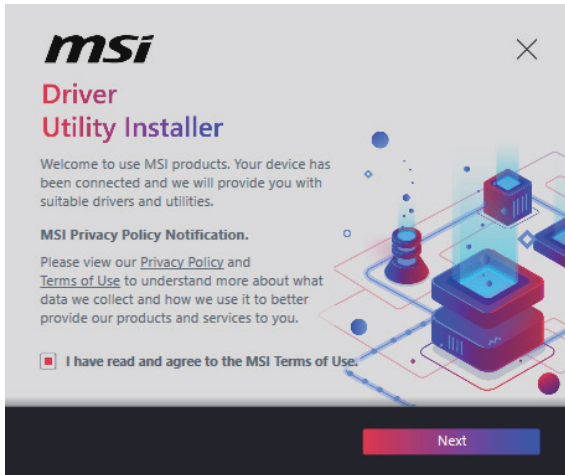 msi
Driver
Utility Installer
Welcome to use MSI products. Your device has
been connected and we will provide you with
suitable drivers and utilities.
MSI Privacy Policy Notification.
Please view our Privacy Policy and
Terms of Use to understand more about what
data we collect and how we use it to better
provide our products and services to you.
I have read and agree to the MSI Terms of Use.
Next